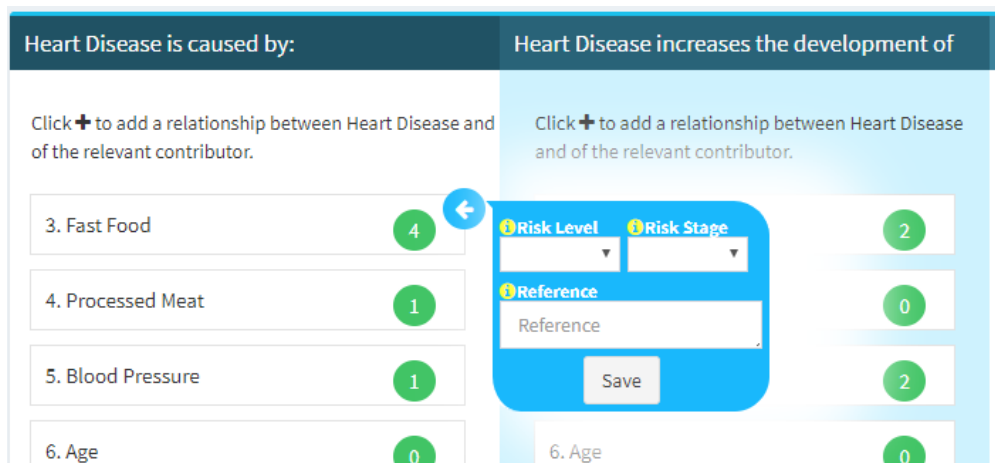 Heart Disease is caused by:
Click + to add a relationship between Heart Disease and
of the relevant contributor.
3. Fast Food 4
4. Processed Meat 1
5. Blood Pressure 1
6. Age 0
Heart Disease increases the development of
Click + to add a relationship between Heart Disease
and of the relevant contributor.
Risk Level Risk Stage
Reference
Reference
Save
2
0
2
6. Age 0